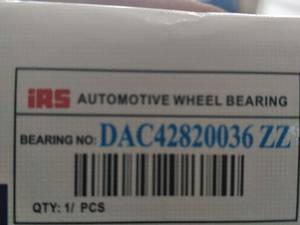 iRS AUTOMOTIVE WHEEL BEARING
BEARING NO: DAC42820036 ZZ
QTY: 1/ PCS